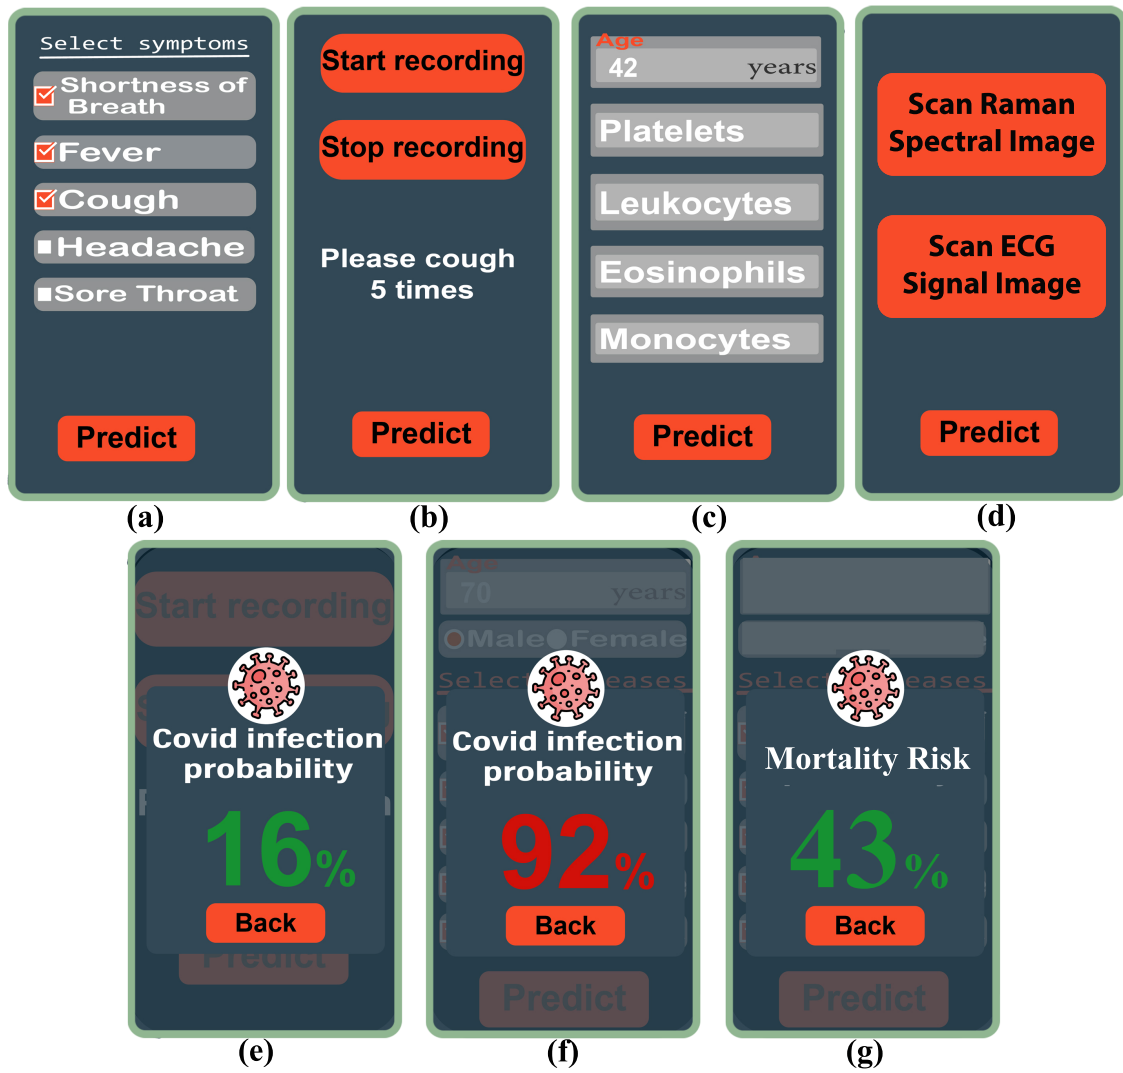 Select symptoms
Shortness of
Breath
Fever
Cough
Headache
Sore Throat
Predict
(a)
Start recording
Stop recording
Please cough
5 times
Predict
(b)
Age
42 years
Platelets
Leukocytes
Eosinophils
Monocytes
Predict
(c)
Scan Raman
Spectral Image
Scan ECG
Signal Image
Predict
(d)
Start recording
Covid infection
probability
16%
Back
Predict
(e)
Age
70 years
Male Female
Covid infection
probability
92%
Back
Predict
(f)
Mortality Risk
43%
Back
Predict
(g)